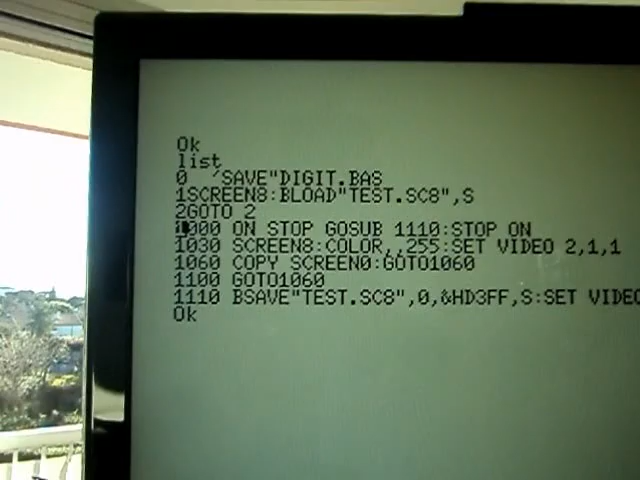 Ok
list
0  'SAVE"DIGIT.BAS
1SCREEN8:BLOAD"TEST.SC8",S
2GOTO 2
1000 ON STOP GOSUB 1110:STOP ON
1030 SCREEN8:COLOR,,255:SET VIDEO 2,1,1
1060 COPY SCREEN0:GOTO1060
1100 GOTO1060
1110 BSAVE"TEST.SC8",0,&HD3FF,S:SET VIDEO
Ok